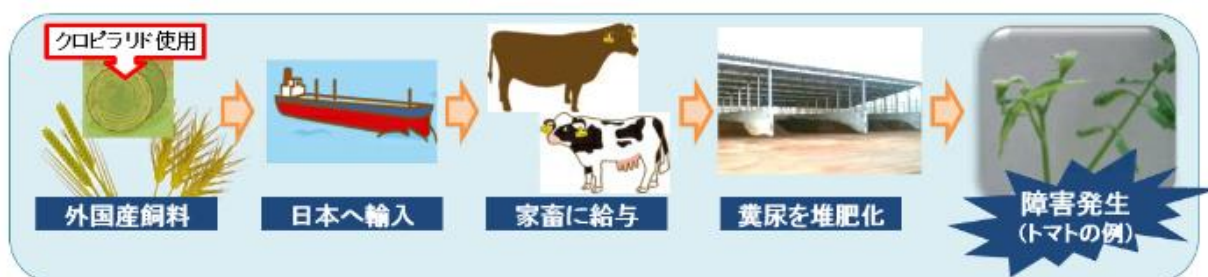 クロピラリド使用
外国産飼料
日本へ輸入
家畜に給与
糞尿を堆肥化
障害発生
(トマトの例)